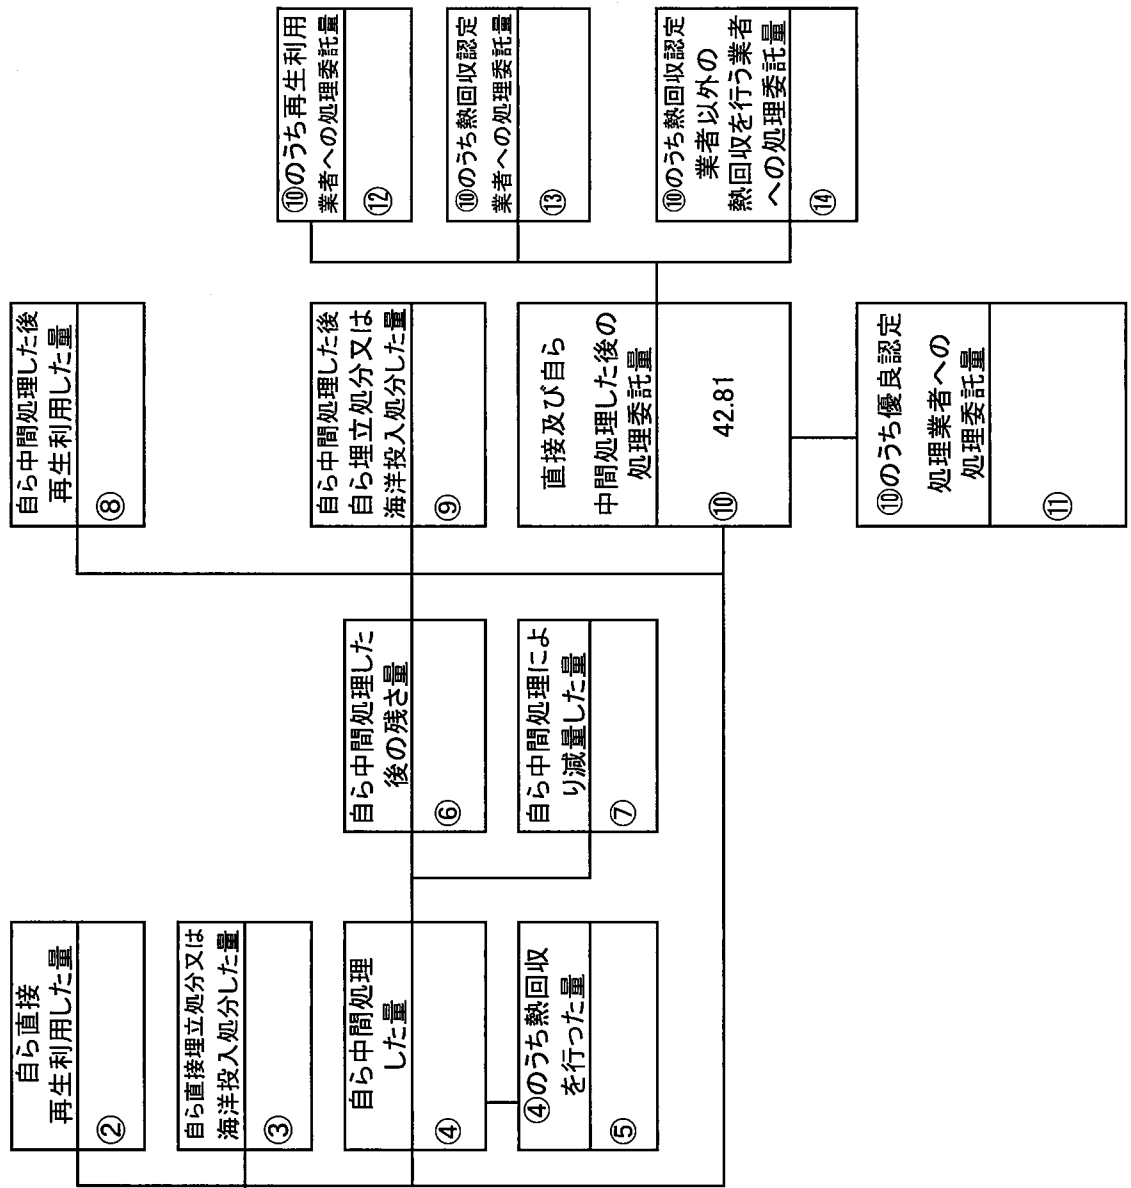 自ら直接
再生利用した量
②
自ら直接埋立処分又は
海洋投入処分した量
③
自ら中間処理
した量
④
④のうち熱回収
を行った量
⑤
自ら中間処理した
後の残さ量
⑥
自ら中間処理によ
り減量した量
⑦
自ら中間処理した後
再生利用した量
⑧
自ら中間処理した後
自ら埋立処分又は
海洋投入処分した量
⑨
直接及び自ら
中間処理した後の
処理委託量
⑩ 42.81
⑩のうち優良認定
処理業者への
処理委託量
⑪
⑩のうち再生利用
業者への処理委託量
⑫
⑩のうち熱回収認定
業者への処理委託量
⑬
⑩のうち熱回収認定
業者以外の
熱回収を行う業者
への処理委託量
⑭